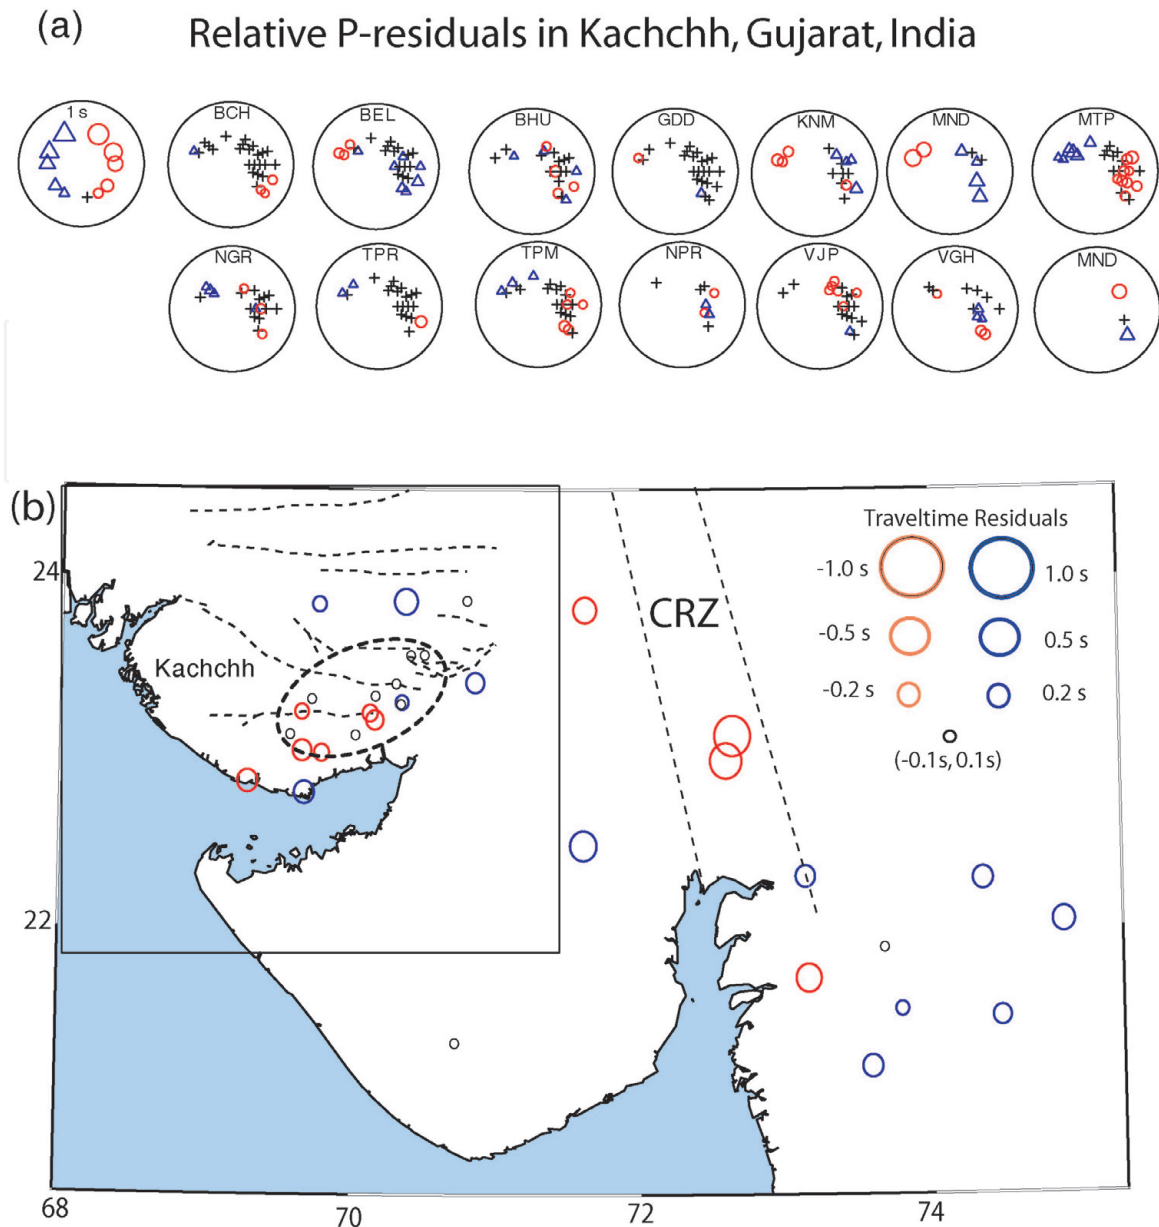 (a)
Relative P-residuals in Kachchh, Gujarat, India
1 s
BCH
BEL
BHU
GDD
KNM
MND
MTP
NGR
TPR
TPM
NPR
VJP
VGH
MND
(b)
Traveltime Residuals
-1.0 s
1.0 s
-0.5 s
0.5 s
-0.2 s
0.2 s
(-0.1s, 0.1s)
CRZ
Kachchh
24
22
68
70
72
74